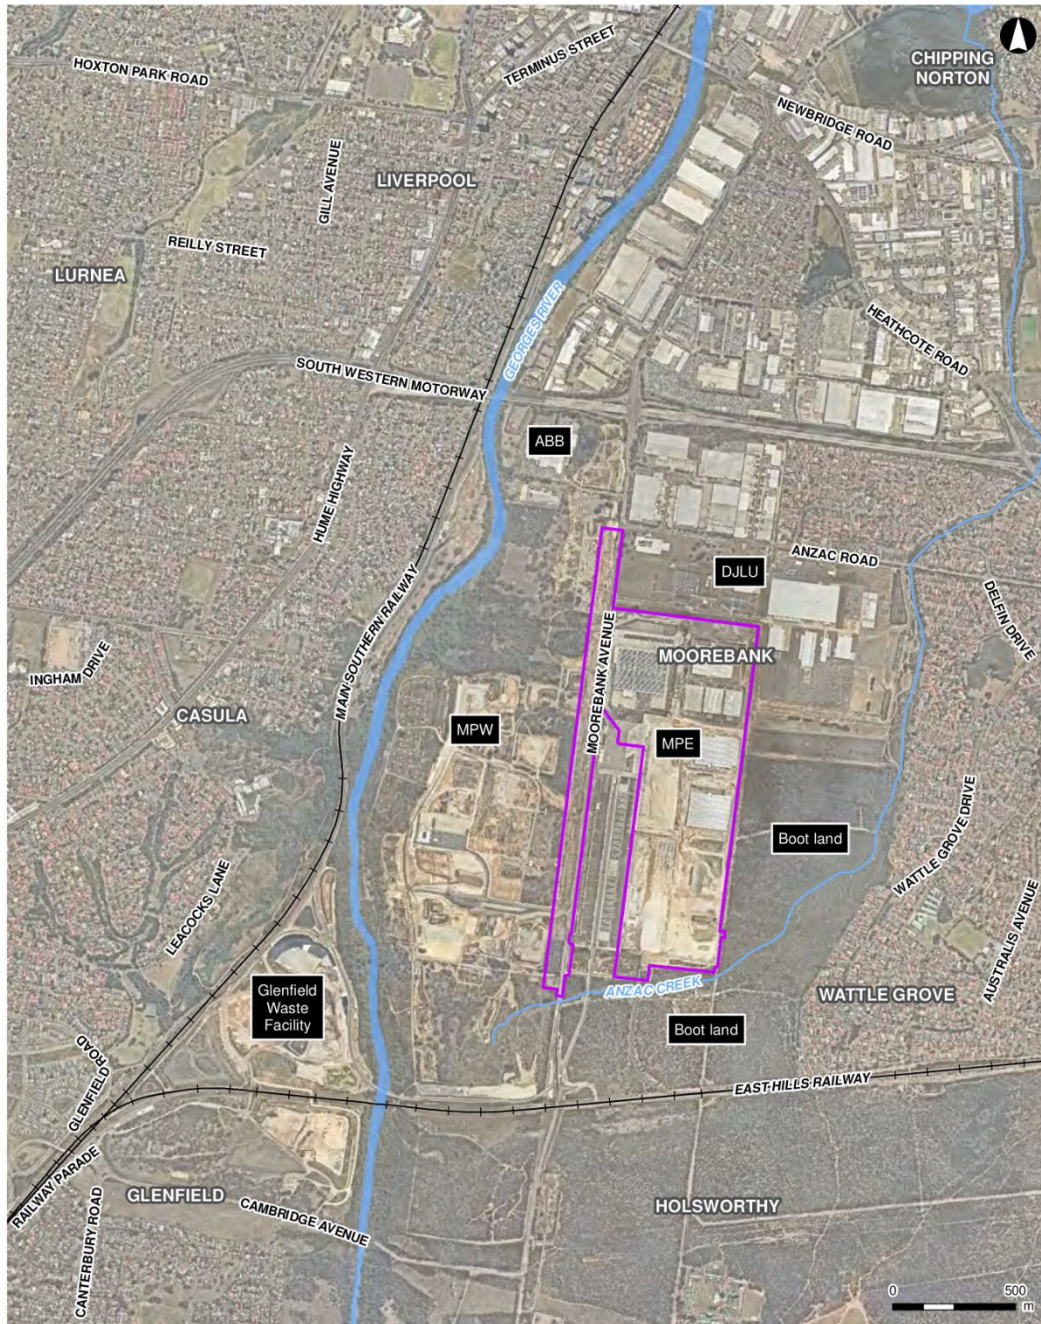 CHIPPING
NORTON
TERMINUS STREET
HOXTON PARK ROAD
NEWBRIDGE ROAD
GILL AVENUE
LIVERPOOL
REILLY STREET
LURNEA
GEORGES RIVER
HEATHCOTE ROAD
SOUTH WESTERN MOTORWAY
ABB
HUME HIGHWAY
ANZAC ROAD
DJLU
DELFIN DRIVE
MAIN SOUTHERN RAILWAY
MOOREBANK AVENUE
MOOREBANK
INGHAM DRIVE
CASULA
MPW
MPE
Boot land
WATTLE GROVE DRIVE
LEACOCKS LANE
AUSTRALIS AVENUE
Glenfield
Waste
Facility
ANZAC CREEK
WATTLE GROVE
Boot land
GLENFIELD ROAD
EAST HILLS RAILWAY
RAILWAY PARADE
GLENFIELD
HOLSWORTHY
CAMBRIDGE AVENUE
CANTERBURY ROAD
0 500
m